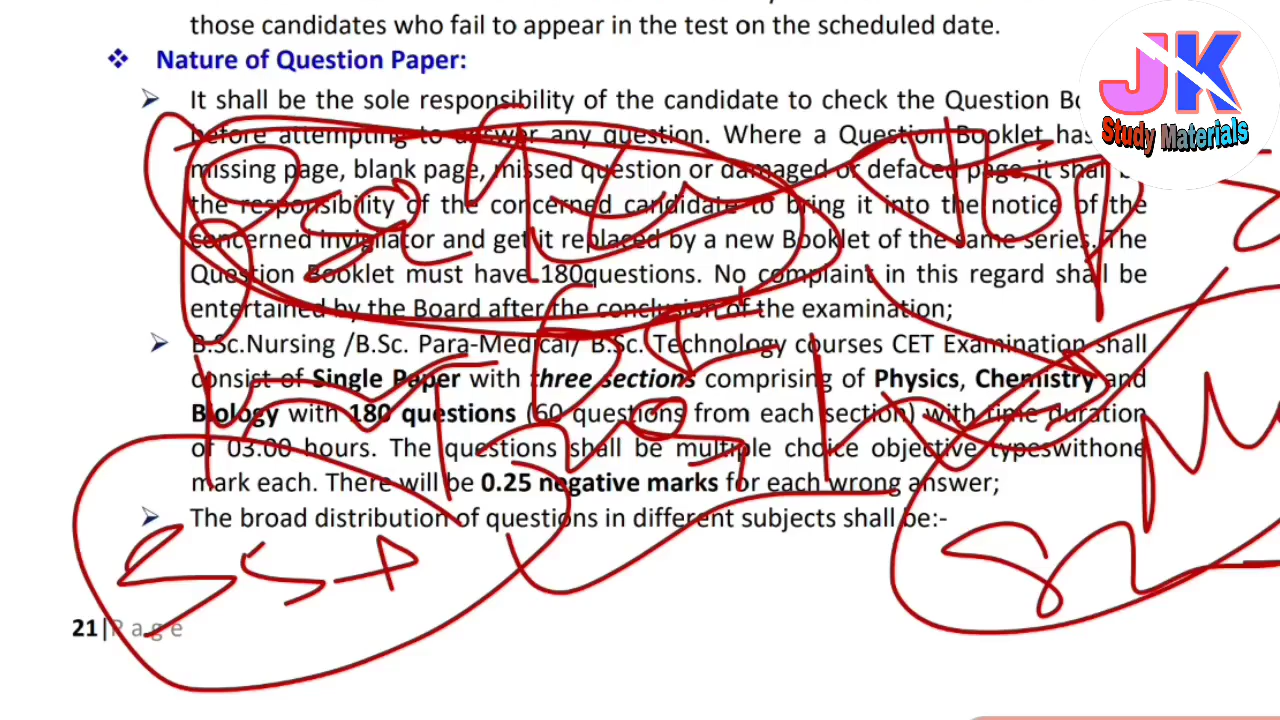 those candidates who fail to appear in the test on the scheduled date.
❖ Nature of Question Paper:
➢ It shall be the sole responsibility of the candidate to check the Question
before attempting to answer any question. Where a Question Booklet has
missing page, blank page, missed question or damaged or defaced page, it shall
the responsibility of the concerned candidate to bring it into the notice of the
concerned invigilator and get it replaced by a new Booklet of the same series. The
Question Booklet must have 180questions. No complaint in this regard shall be
entertained by the Board after the conclusion of the examination;
➢ B.Sc.Nursing /B.Sc. Para-Medical/ B.Sc. Technology courses CET Examination shall
consist of Single Paper with three sections comprising of Physics, Chemistry and
Biology with 180 questions (60 questions from each section) with time duration
of 03.00 hours. The questions shall be multiple choice objective typeswithone
mark each. There will be 0.25 negative marks for each wrong answer;
➢ The broad distribution of questions in different subjects shall be:-
21|Page
JK
Study Materials